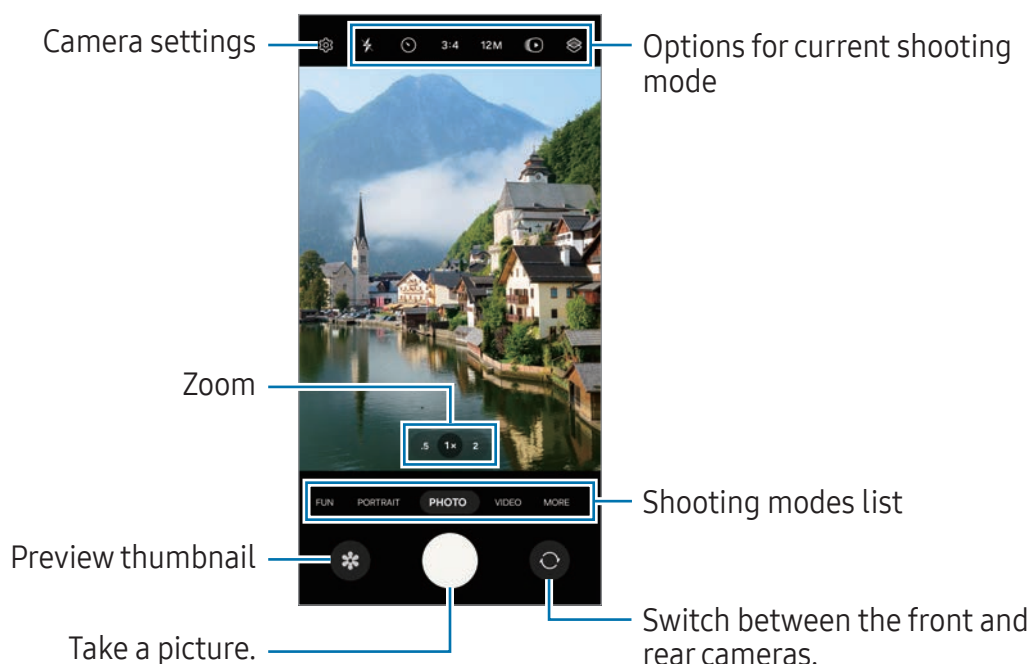 Camera settings
3:4 12M
Options for current shooting
mode
Zoom
.5 1x 2
FUN PORTRAIT PHOTO VIDEO MORE
Shooting modes list
Preview thumbnail
Take a picture.
Switch between the front and
rear cameras.